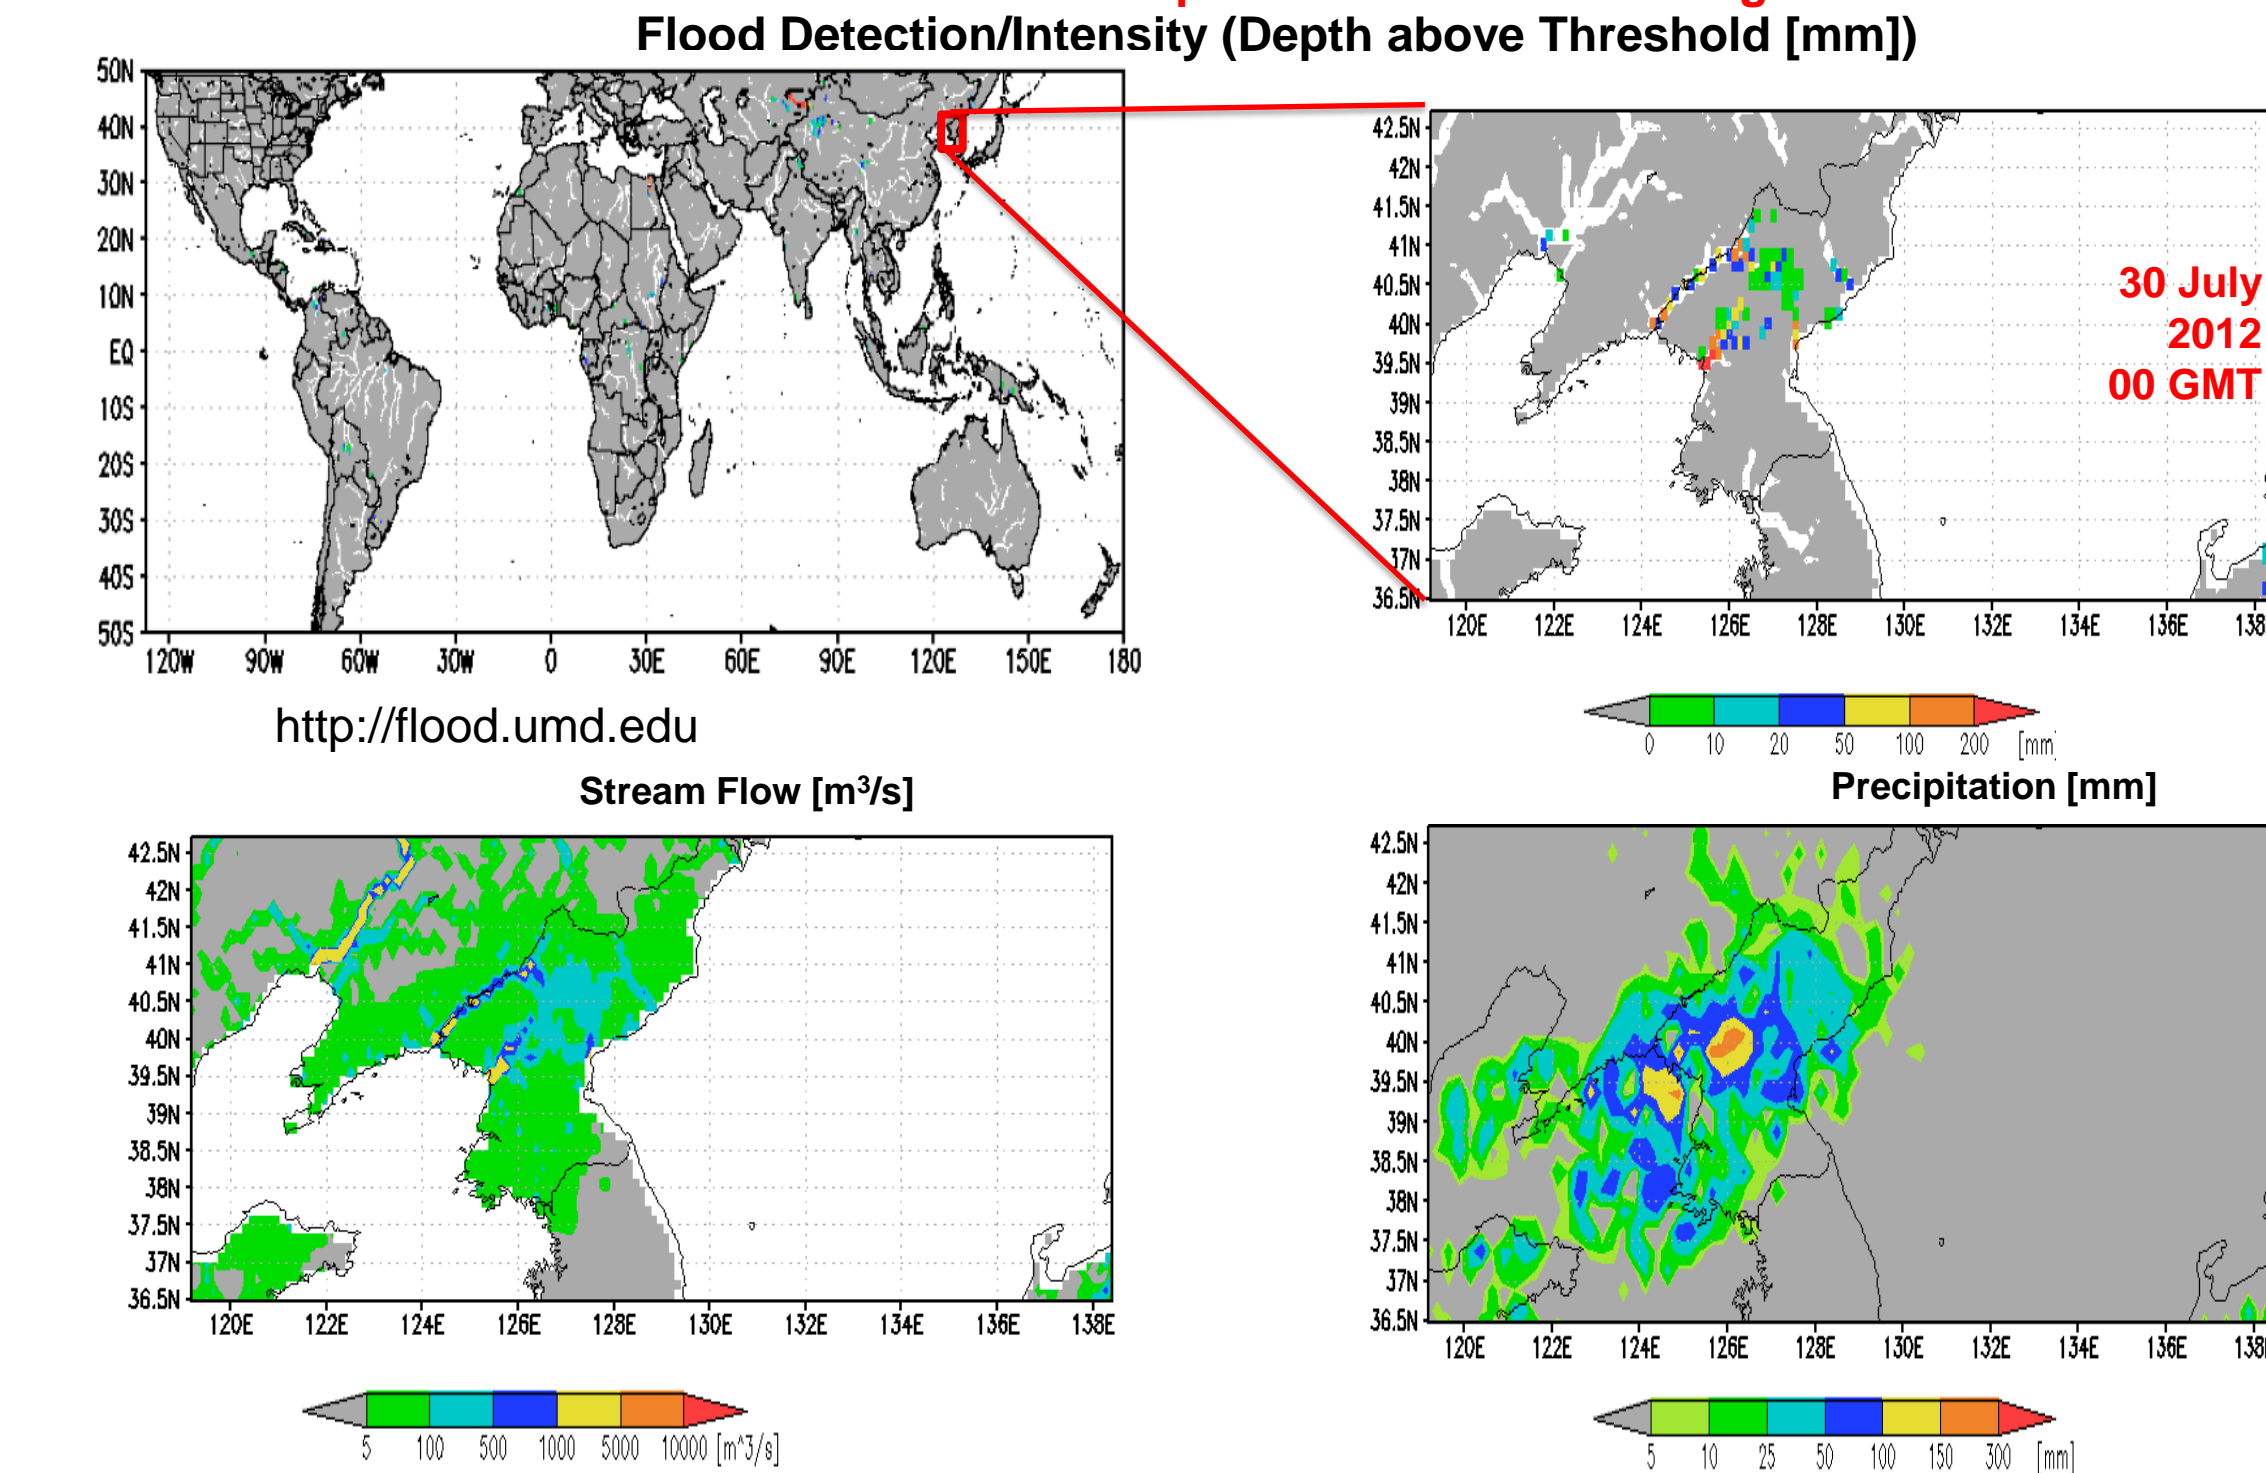 Flood Detection/Intensity (Depth above Threshold [mm])
50N
40N
30N
20N
10N
EQ
10S
20S
30S
40S
50S
120W 90W 60W 30W 0 30E 60E 90E 120E 150E 180
42.5N
42N
41.5N
41N
40.5N
40N
39.5N
39N
38.5N
38N
37.5N
37N
36.5N
120E 122E 124E 126E 128E 130E 132E 134E 136E 138
30 July
2012
00 GMT
0 10 20 50 100 200 [mm]
http://flood.umd.edu
Stream Flow [m³/s]
42.5N
42N
41.5N
41N
40.5N
40N
39.5N
39N
38.5N
38N
37.5N
37N
36.5N
120E 122E 124E 126E 128E 130E 132E 134E 136E 138E
5 100 500 1000 5000 10000 [m^3/s]
Precipitation [mm]
42.5N
42N
41.5N
41N
40.5N
40N
39.5N
39N
38.5N
38N
37.5N
37N
36.5N
120E 122E 124E 126E 128E 130E 132E 134E 136E 138
5 10 25 50 100 150 300 [mm]